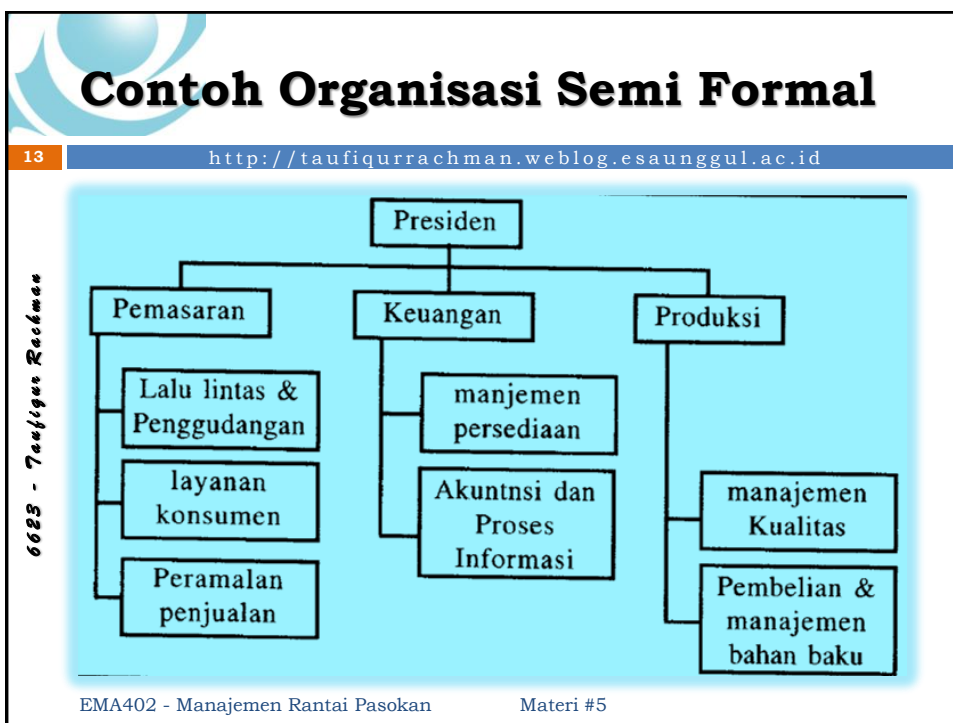 Contoh Organisasi Semi Formal
13
http://taufiqurrachman.weblog.esaunggul.ac.id
6623 - Taufiqur Rachman
Presiden
Pemasaran
Keuangan
Produksi
Lalu lintas &
Penggudangan
layanan
konsumen
Peramalan
penjualan
manjemen
persediaan
Akuntnsi dan
Proses
Informasi
manajemen
Kualitas
Pembelian &
manajemen
bahan baku
EMA402 - Manajemen Rantai Pasokan
Materi #5